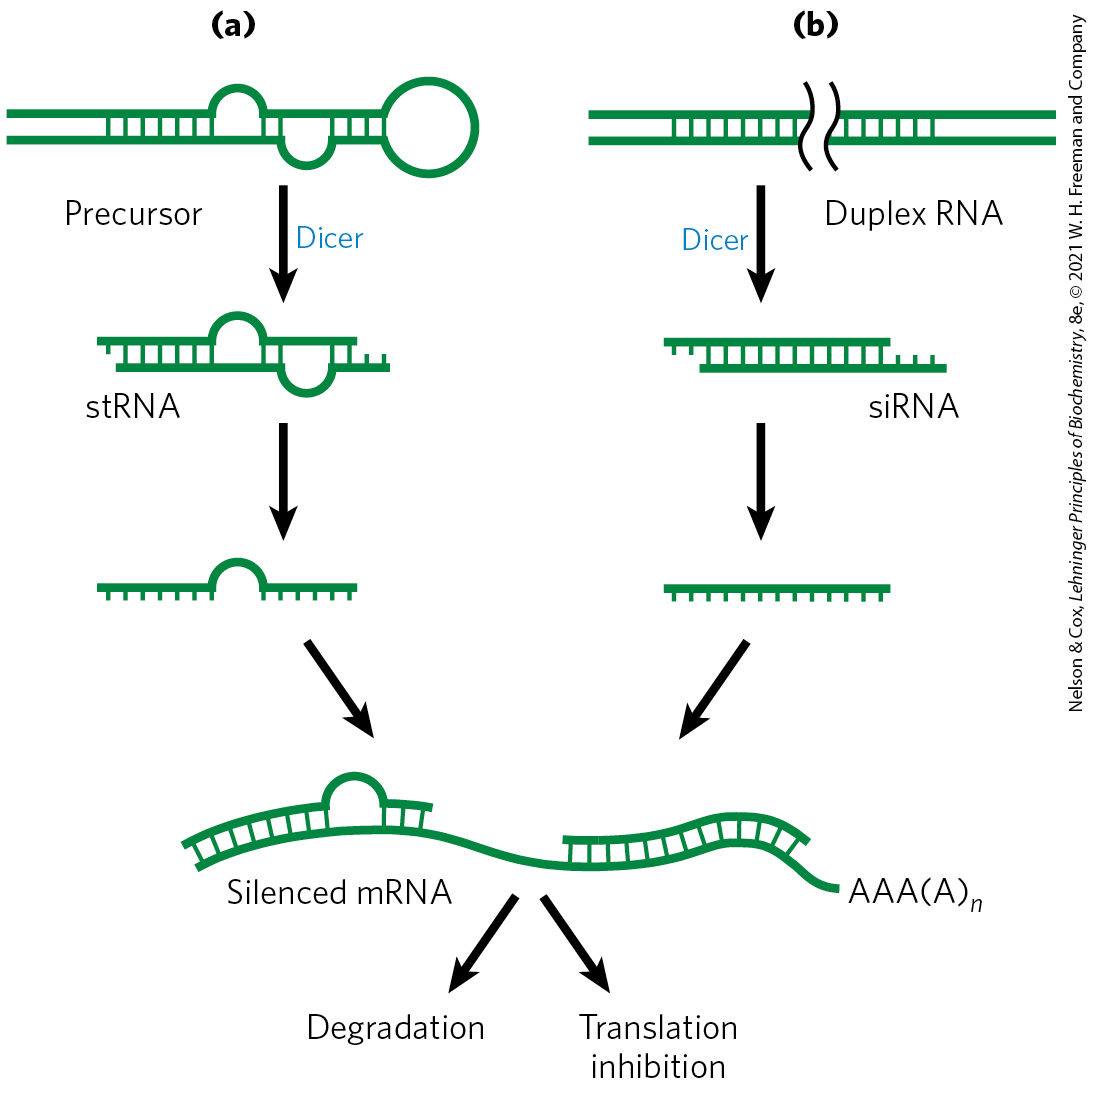 (a)
(b)
Precursor
Dicer
Duplex RNA
Dicer
stRNA
siRNA
Silenced mRNA
AAA(A)n
Degradation
Translation
inhibition
Nelson & Cox, Lehninger Principles of Biochemistry, 8e, © 2021 W. H. Freeman and Company